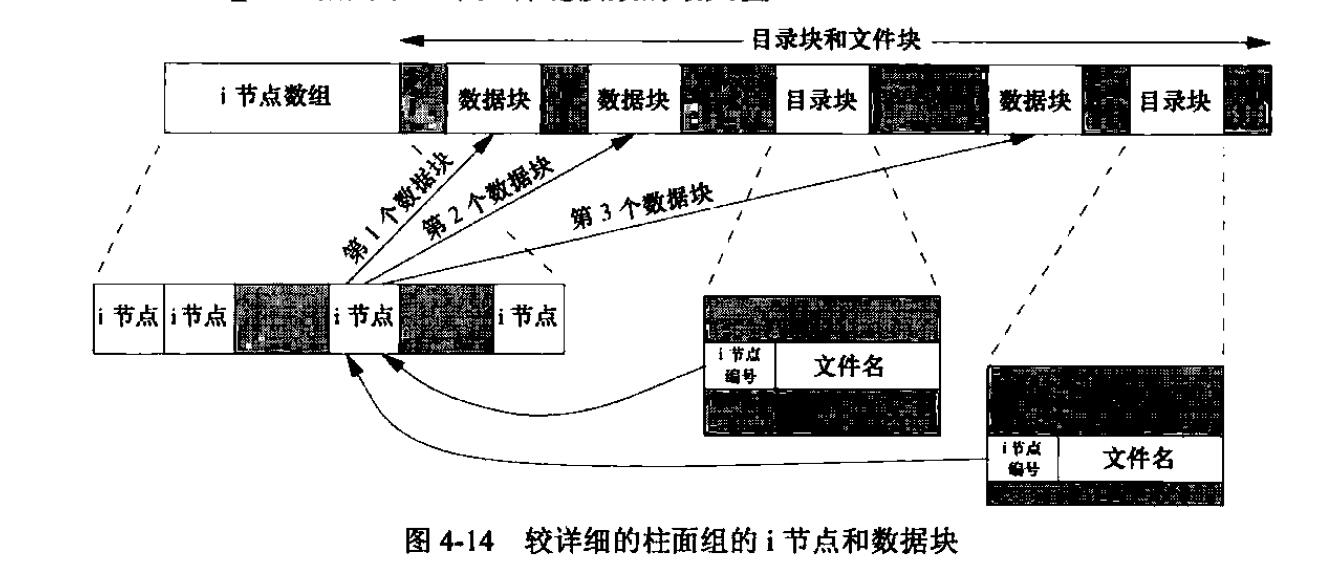 目录块和文件块
i 节点数组
数据块
数据块
目录块
数据块
目录块
第 1 个数据块
第 2 个数据块
第 3 个数据块
i 节点
i 节点
i 节点
i 节点
i 节点
编号
文件名
i 节点
编号
文件名
图 4-14 较详细的柱面组的 i 节点和数据块